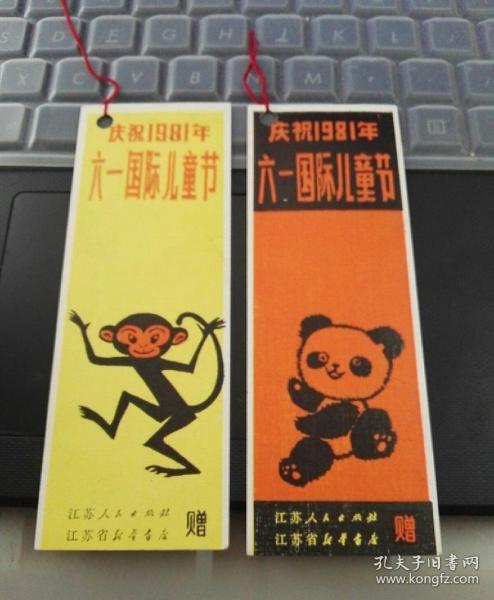 庆祝1981年
六一国际儿童节
江苏人民出版社
江苏省新华书店
赠
庆祝1981年
六一国际儿童节
江苏人民出版社
江苏省新华书店
赠
孔夫子旧书网
www.kongfz.com